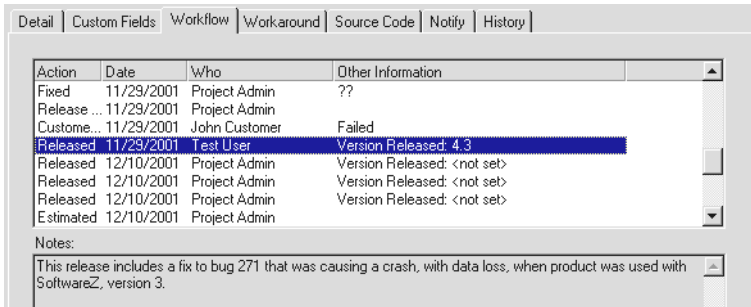 Detail Custom Fields Workflow Workaround Source Code Notify History
Action Date Who Other Information
Fixed 11/29/2001 Project Admin ??
Release ... 11/29/2001 Project Admin
Custome... 11/29/2001 John Customer Failed
Released 11/29/2001 Test User Version Released: 4.3
Released 12/10/2001 Project Admin Version Released: <not set>
Released 12/10/2001 Project Admin Version Released: <not set>
Released 12/10/2001 Project Admin Version Released: <not set>
Estimated 12/10/2001 Project Admin
Notes:
This release includes a fix to bug 271 that was causing a crash, with data loss, when product was used with
SoftwareZ, version 3.